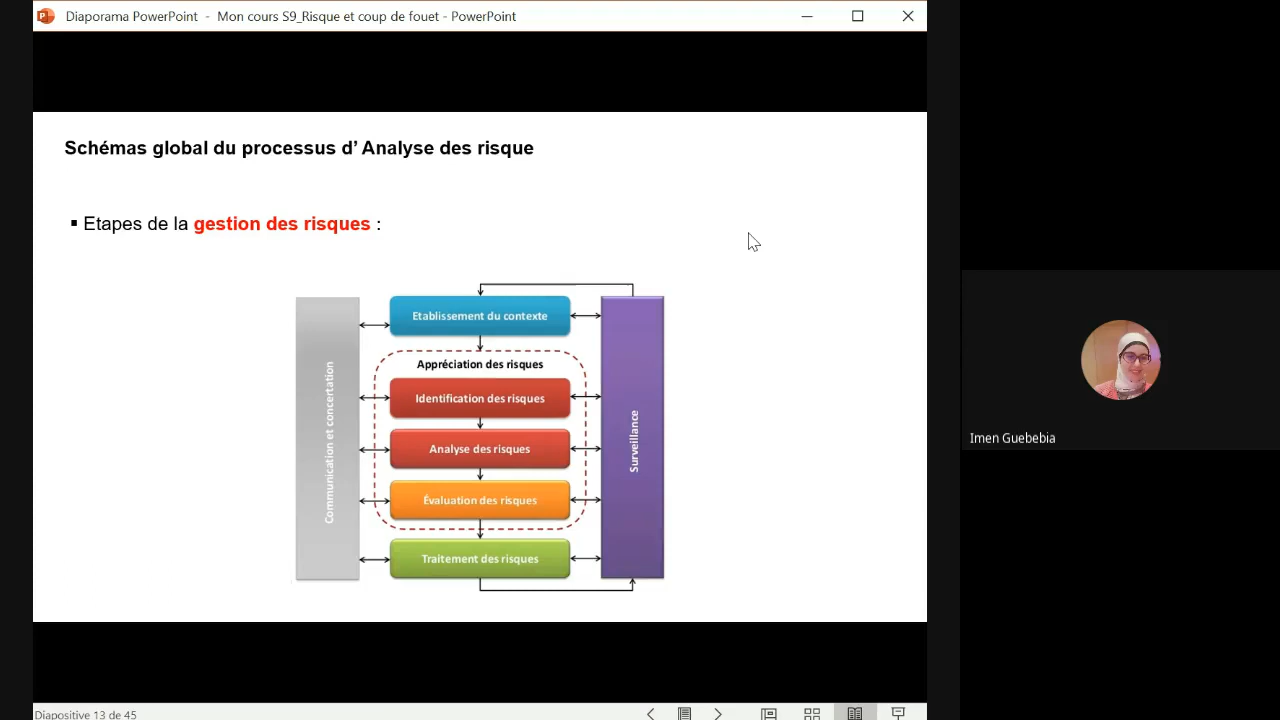 Diaporama PowerPoint - Mon cours S9_Risque et coup de fouet - PowerPoint
Schémas global du processus d’ Analyse des risque
▪ Etapes de la gestion des risques :
Etablissement du contexte
Appréciation des risques
Identification des risques
Analyse des risques
Évaluation des risques
Traitement des risques
Communication et concertation
Surveillance
Imen Guebebia
Diapositive 13 de 45